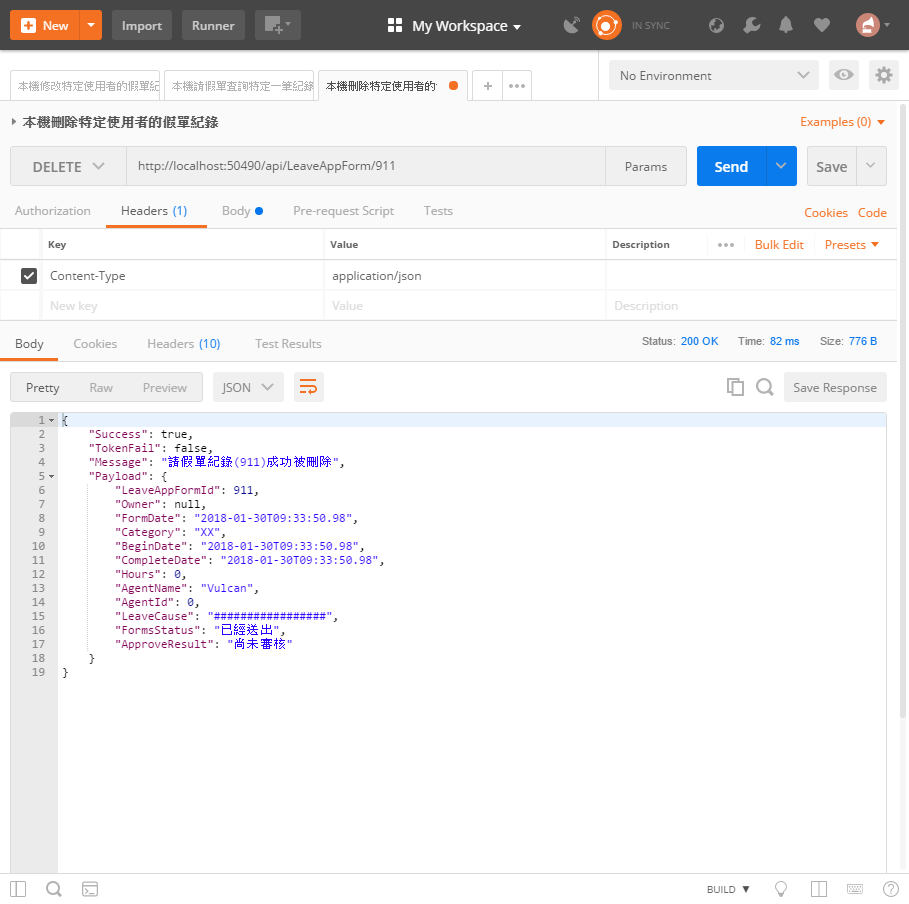 New
Import
Runner
My Workspace
IN SYNC
本機修改特定使用者的假單紀
本機請假單查詢特定一筆紀錄
本機刪除特定使用者的
No Environment
本機刪除特定使用者的假單紀錄
Examples (0)
DELETE
http://localhost:50490/api/LeaveAppForm/911
Params
Send
Save
Authorization
Headers (1)
Body
Pre-request Script
Tests
Cookies
Code
Key
Value
Description
Bulk Edit
Presets
Content-Type
application/json
New key
Value
Description
Body
Cookies
Headers (10)
Test Results
Status: 200 OK
Time: 82 ms
Size: 776 B
Pretty
Raw
Preview
JSON
Save Response
1 {
2 "Success": true,
3 "TokenFail": false,
4 "Message": "請假單紀錄(911)成功被刪除",
5 "Payload": {
6 "LeaveAppFormId": 911,
7 "Owner": null,
8 "FormDate": "2018-01-30T09:33:50.98",
9 "Category": "XX",
10 "BeginDate": "2018-01-30T09:33:50.98",
11 "CompleteDate": "2018-01-30T09:33:50.98",
12 "Hours": 0,
13 "AgentName": "Vulcan",
14 "AgentId": 0,
15 "LeaveCause": "#################",
16 "FormsStatus": "已經送出",
17 "ApproveResult": "尚未審核"
18 }
19 }
BUILD